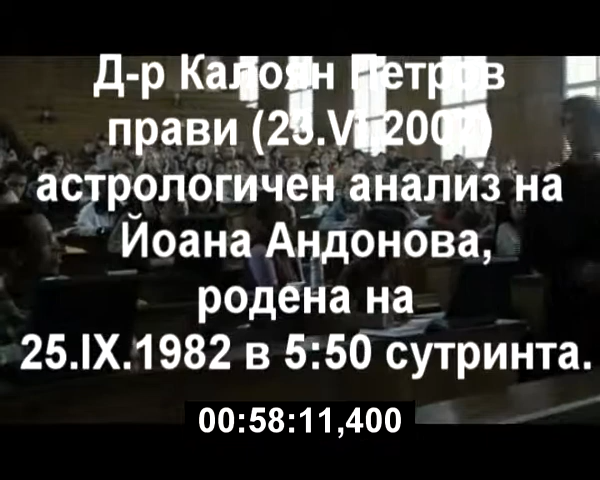 Д-р Калоян Петров
прави
астрологичен анализ на
Йоана Андонова,
родена на
25.IX.1982 в 5:50 сутринта.
00:58:11,400